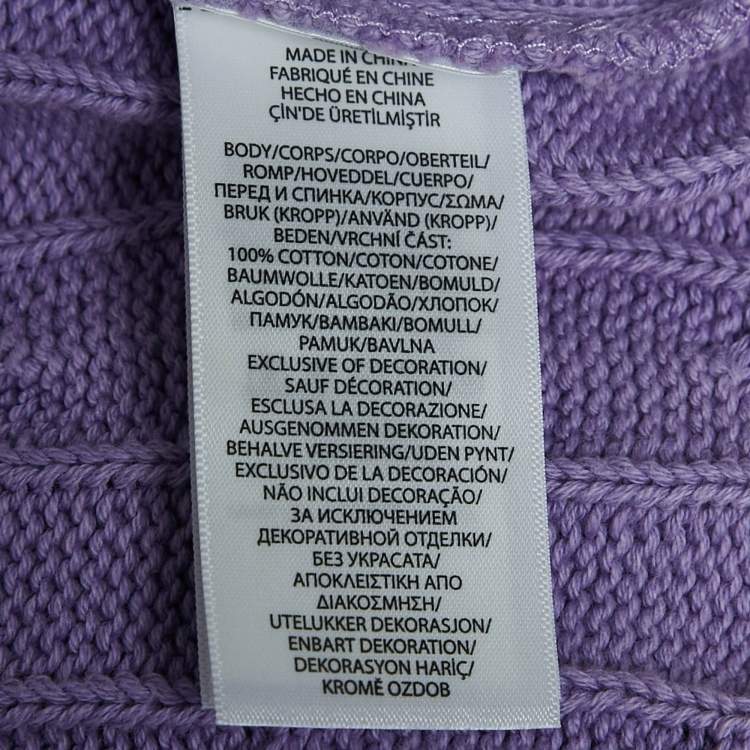 MADE IN CHINA
FABRIQUÉ EN CHINE
HECHO EN CHINA
ÇİN'DE ÜRETİLMİŞTİR
BODY/CORPS/CORPO/OBERTEIL/
ROMP/HOVEDDEL/CUERPO/
ПЕРЕД И СПИНКА/КОРПУС/ΣΩΜΑ/
BRUK (KROPP)/ANVÄND (KROPP)/
BEDEN/VRCHNÍ ČÁST:
100% COTTON/COTON/COTONE/
BAUMWOLLE/KATOEN/BOMULD/
ALGODÓN/ALGODÃO/ХЛОПОК/
ПАМУК/ΒΑΜΒΑΚΙ/BOMULL/
PAMUK/BAVLNA
EXCLUSIVE OF DECORATION/
SAUF DÉCORATION/
ESCLUSA LA DECORAZIONE/
AUSGENOMMEN DEKORATION/
BEHALVE VERSIERING/UDEN PYNT/
EXCLUSIVO DE LA DECORACIÓN/
NÃO INCLUI DECORAÇÃO/
ЗА ИСКЛЮЧЕНИЕМ
ДЕКОРАТИВНОЙ ОТДЕЛКИ/
БЕЗ УКРАСАТА/
ΑΠΟΚΛΕΙΣΤΙΚΗ ΑΠΟ
ΔΙΑΚΟΣΜΗΣΗ/
UTELUKKER DEKORASJON/
ENBART DEKORATION/
DEKORASYON HARİÇ/
KROMĚ OZDOB